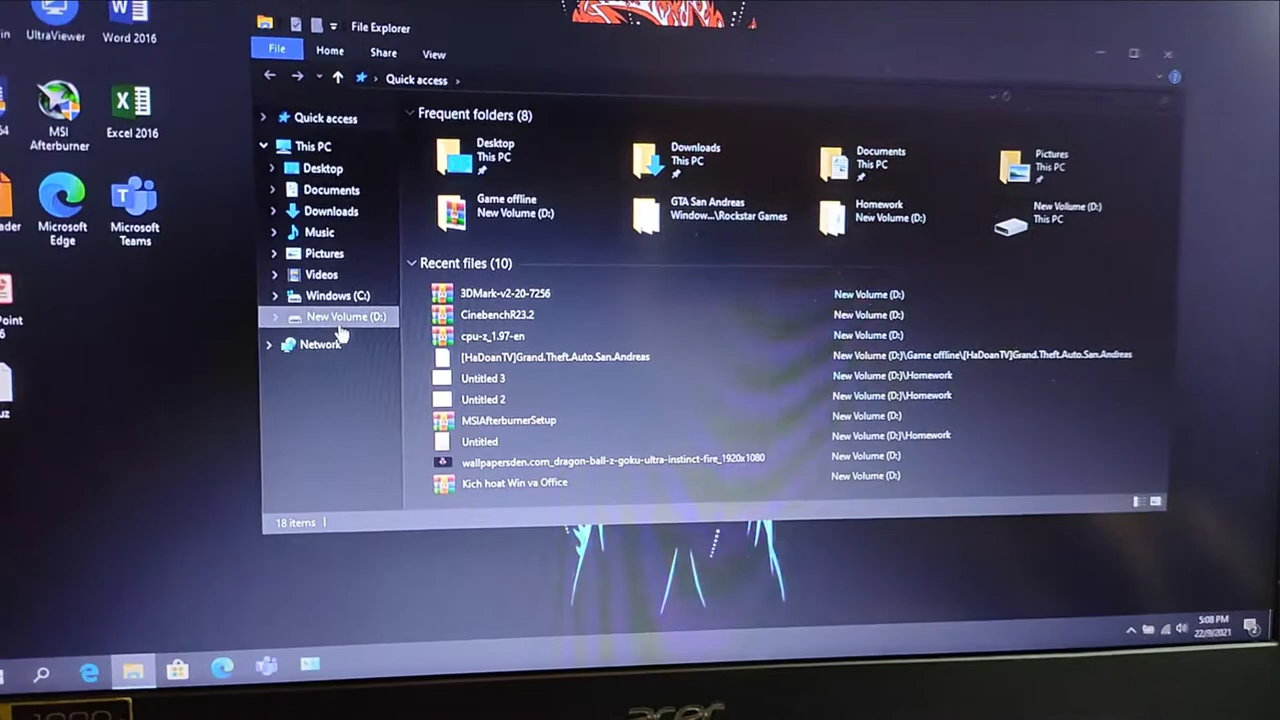 UltraViewer
Word 2016
MSI
Afterburner
Excel 2016
Microsoft
Edge
Microsoft
Teams
File Explorer
File
Home
Share
View
Quick access
Quick access
This PC
Desktop
Documents
Downloads
Music
Pictures
Videos
Windows (C:)
New Volume (D:)
Network
Frequent folders (8)
Desktop
This PC
Downloads
This PC
Documents
This PC
Pictures
This PC
Game offline
New Volume (D:)
GTA San Andreas
Window...\Rockstar Games
Homework
New Volume (D:)
New Volume (D:)
This PC
Recent files (10)
3DMark-v2-20-7256 New Volume (D:)
CinebenchR23.2 New Volume (D:)
cpu-z_1.97-en New Volume (D:)
[HaDoanTV]Grand.Theft.Auto.San.Andreas New Volume (D:)\Game offline\[HaDoanTV]Grand.Theft.Auto.San.Andreas
Untitled 3 New Volume (D:)\Homework
Untitled 2 New Volume (D:)\Homework
MSIAfterburnerSetup New Volume (D:)
Untitled New Volume (D:)\Homework
wallpapersden.com_dragon-ball-z-goku-ultra-instinct-fire_1920x1080 New Volume (D:)
Kich hoat Win va Office New Volume (D:)
18 items
5:08 PM
22/9/2021
acer